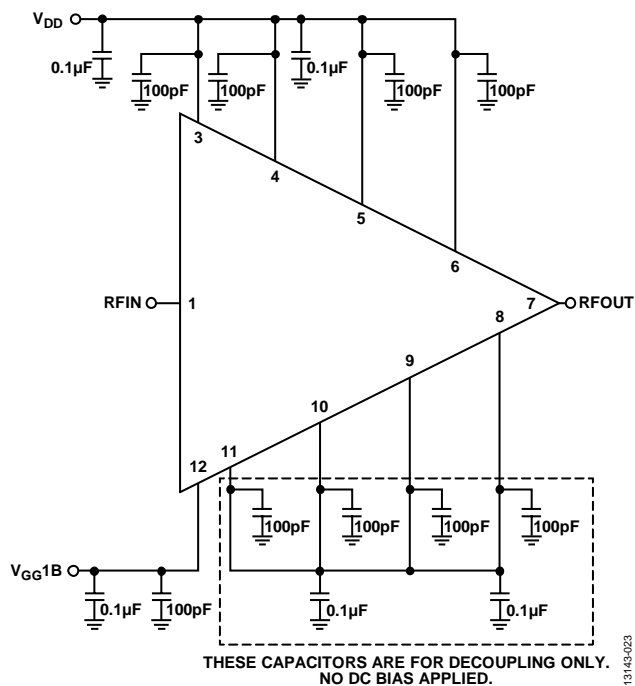 VDD
0.1µF
100pF
100pF
0.1µF
100pF
100pF
3
4
5
6
RFIN
1
7
RFOUT
8
9
10
11
12
100pF
100pF
100pF
100pF
VGG1B
0.1µF
100pF
0.1µF
0.1µF
THESE CAPACITORS ARE FOR DECOUPLING ONLY.
NO DC BIAS APPLIED.
13143-023